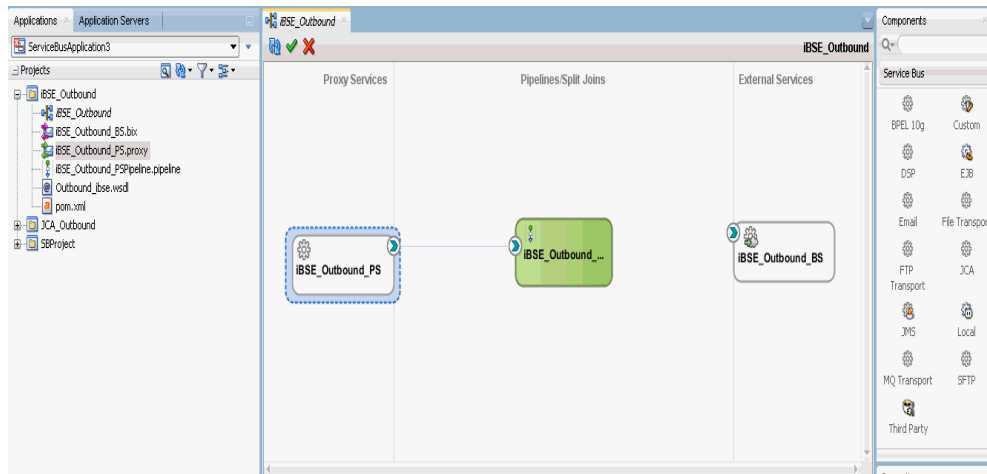 Applications
Application Servers
ServiceBusApplication3
Projects
iBSE_Outbound
iBSE_Outbound
iBSE_Outbound_BS.bix
iBSE_Outbound_PS.proxy
iBSE_Outbound_PSPipeline.pipeline
Outbound_ibse.wsdl
pom.xml
JCA_Outbound
SBProject
iBSE_Outbound
iBSE_Outbound
Proxy Services
Pipelines/Split Joins
External Services
iBSE_Outbound_PS
iBSE_Outbound_...
iBSE_Outbound_BS
Components
Service Bus
BPEL 10g
Custom
DSP
EJB
Email
File Transpor
FTP
Transport
JCA
JMS
Local
MQ Transport
SFTP
Third Party